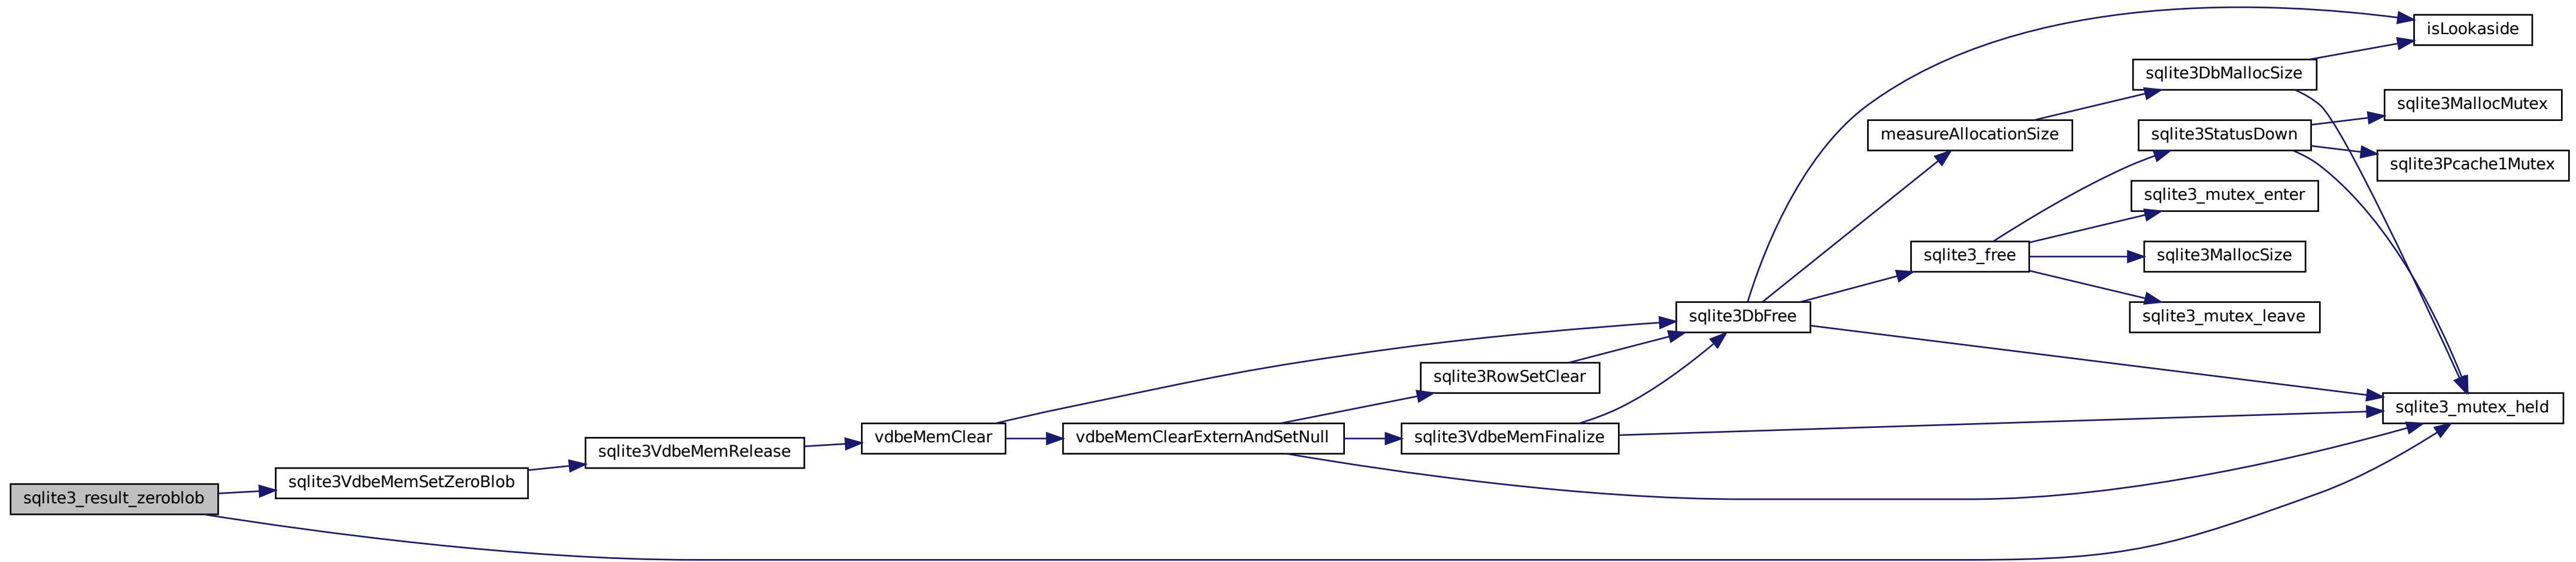 sqlite3_result_zeroblob
sqlite3VdbeMemSetZeroBlob
sqlite3VdbeMemRelease
vdbeMemClear
vdbeMemClearExternAndSetNull
sqlite3RowSetClear
sqlite3VdbeMemFinalize
sqlite3DbFree
measureAllocationSize
sqlite3_free
isLookaside
sqlite3DbMallocSize
sqlite3MallocMutex
sqlite3StatusDown
sqlite3Pcache1Mutex
sqlite3_mutex_enter
sqlite3MallocSize
sqlite3_mutex_leave
sqlite3_mutex_held